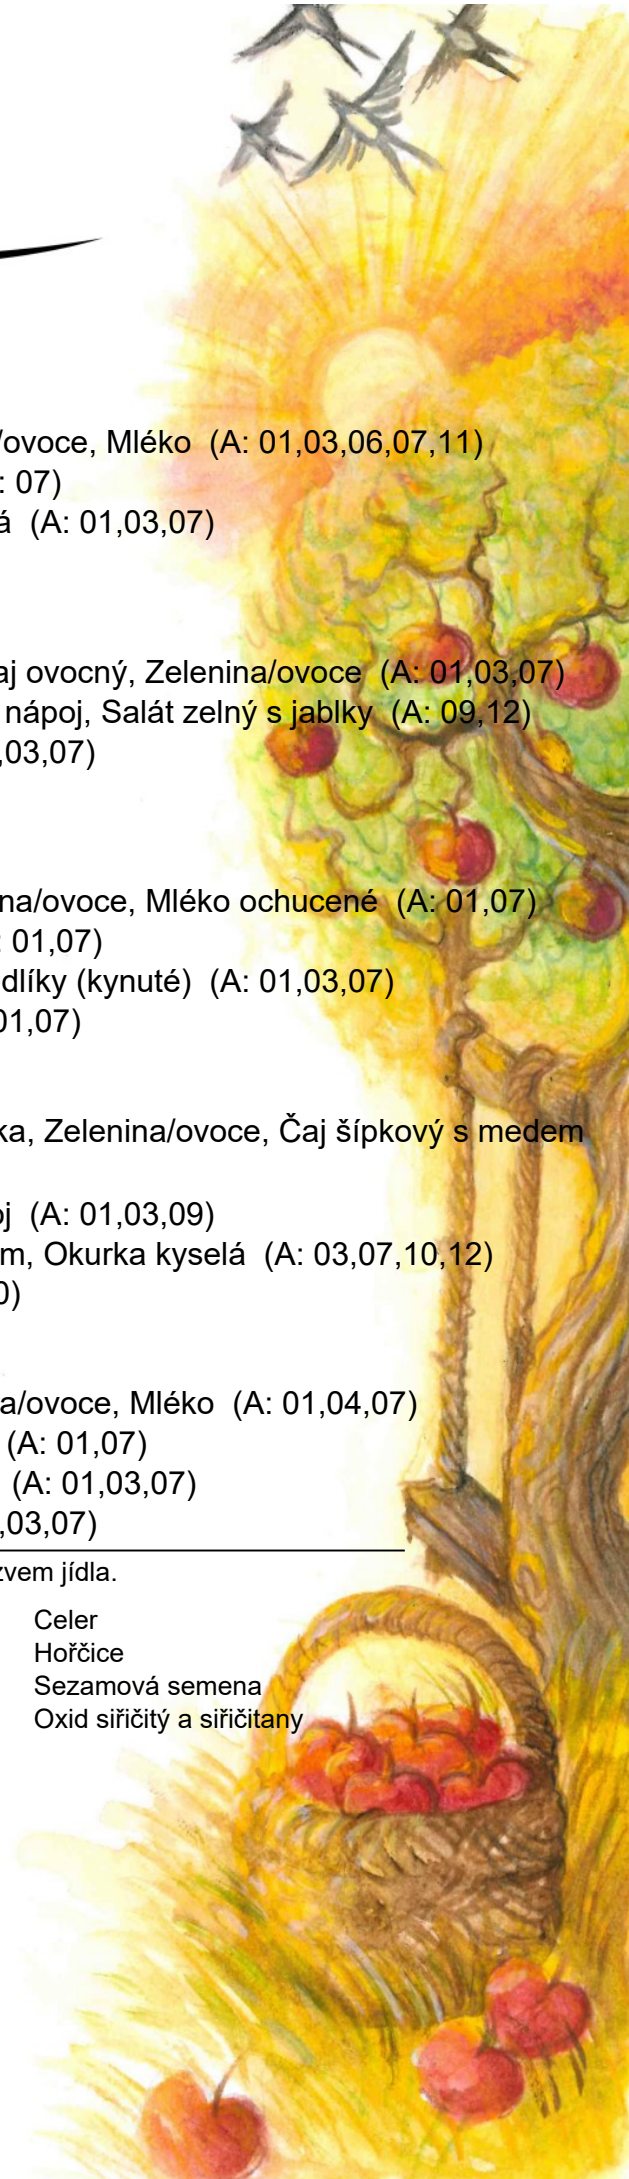 /ovoce, Mléko (A: 01,03,06,07,11)
: 07)
á (A: 01,03,07)
aj ovocný, Zelenina/ovoce (A: 01,03,07)
nápoj, Salát zelný s jablky (A: 09,12)
,03,07)
na/ovoce, Mléko ochucené (A: 01,07)
: 01,07)
dlíky (kynuté) (A: 01,03,07)
01,07)
ka, Zelenina/ovoce, Čaj šípkový s medem
oj (A: 01,03,09)
m, Okurka kyselá (A: 03,07,10,12)
0)
a/ovoce, Mléko (A: 01,04,07)
(A: 01,07)
(A: 01,03,07)
,03,07)
zvem jídla.
Celer
Hořčice
Sezamová semena
Oxid siřičitý a siřičitany